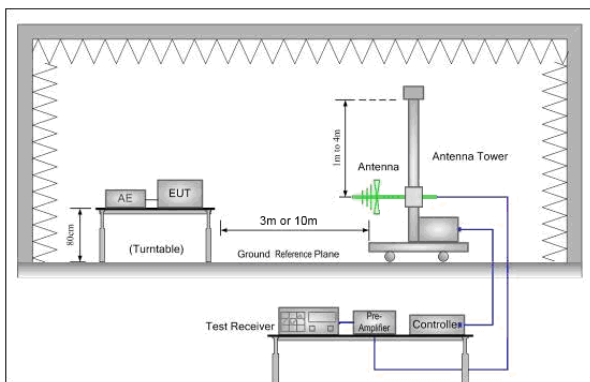 1m to 4m
Antenna
Antenna Tower
AE
EUT
3m or 10m
80cm
(Turntable)
Ground Reference Plane
Test Receiver
Pre-
Amplifier
Controller